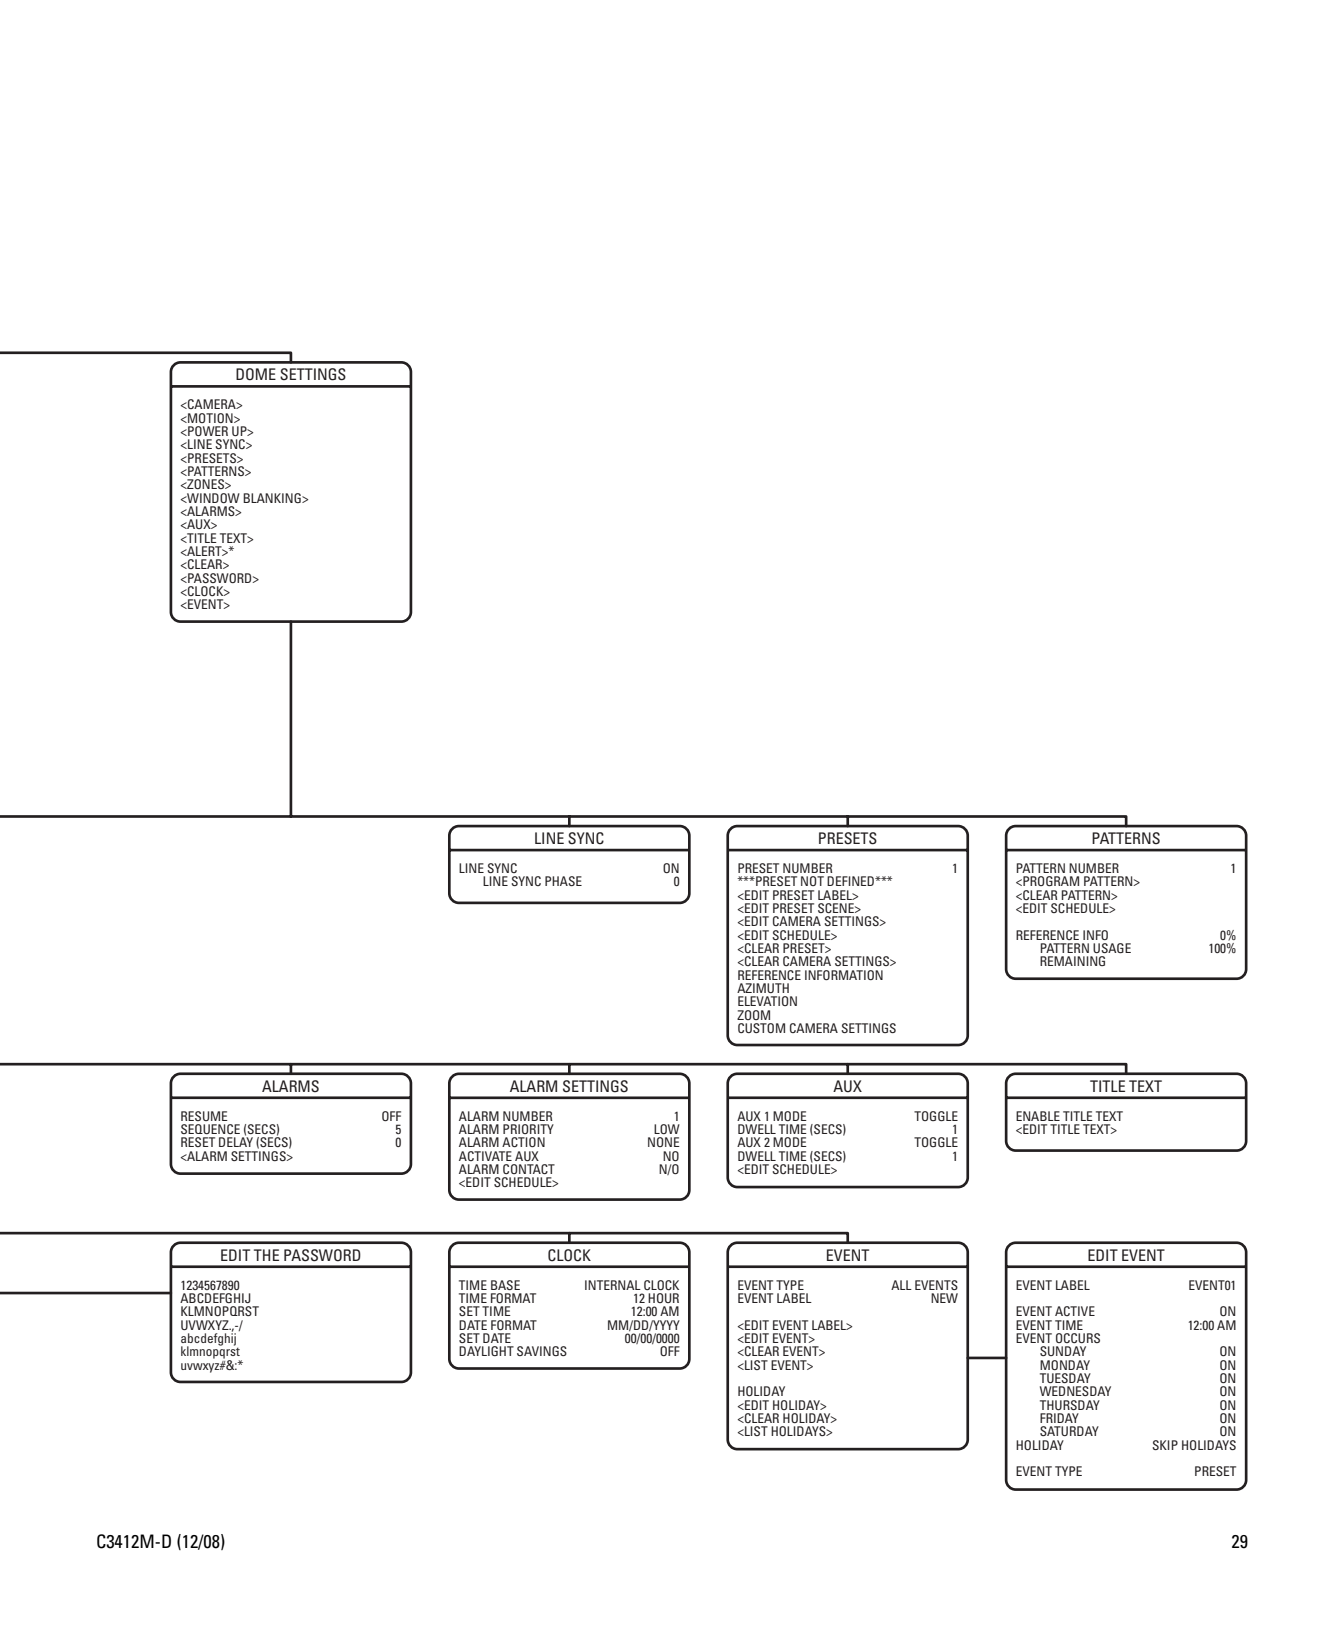 DOME SETTINGS
<CAMERA>
<MOTION>
<POWER UP>
<LINE SYNC>
<PRESETS>
<PATTERNS>
<ZONES>
<WINDOW BLANKING>
<ALARMS>
<AUX>
<TITLE TEXT>
<ALERT>*
<CLEAR>
<PASSWORD>
<CLOCK>
<EVENT>
LINE SYNC
LINE SYNC ON
LINE SYNC PHASE 0
PRESETS
PRESET NUMBER 1
***PRESET NOT DEFINED***
<EDIT PRESET LABEL>
<EDIT PRESET SCENE>
<EDIT CAMERA SETTINGS>
<EDIT SCHEDULE>
<CLEAR PRESET>
<CLEAR CAMERA SETTINGS>
REFERENCE INFORMATION
AZIMUTH
ELEVATION
ZOOM
CUSTOM CAMERA SETTINGS
PATTERNS
PATTERN NUMBER 1
<PROGRAM PATTERN>
<CLEAR PATTERN>
<EDIT SCHEDULE>
REFERENCE INFO 0%
PATTERN USAGE 100%
REMAINING
ALARMS
RESUME OFF
SEQUENCE (SECS) 5
RESET DELAY (SECS) 0
<ALARM SETTINGS>
ALARM SETTINGS
ALARM NUMBER 1
ALARM PRIORITY LOW
ALARM ACTION NONE
ACTIVATE AUX NO
ALARM CONTACT N/O
<EDIT SCHEDULE>
AUX
AUX 1 MODE TOGGLE
DWELL TIME (SECS) 1
AUX 2 MODE TOGGLE
DWELL TIME (SECS) 1
<EDIT SCHEDULE>
TITLE TEXT
ENABLE TITLE TEXT
<EDIT TITLE TEXT>
EDIT THE PASSWORD
1234567890
ABCDEFGHIJ
KLMNOPQRST
UVWXYZ.,-/
abcdefghij
klmnopqrst
uvwxyz#&:*
CLOCK
TIME BASE INTERNAL CLOCK
TIME FORMAT 12 HOUR
SET TIME 12:00 AM
DATE FORMAT MM/DD/YYYY
SET DATE 00/00/0000
DAYLIGHT SAVINGS OFF
EVENT
EVENT TYPE ALL EVENTS
EVENT LABEL NEW
<EDIT EVENT LABEL>
<EDIT EVENT>
<CLEAR EVENT>
<LIST EVENT>
HOLIDAY
<EDIT HOLIDAY>
<CLEAR HOLIDAY>
<LIST HOLIDAYS>
EDIT EVENT
EVENT LABEL EVENT01
EVENT ACTIVE ON
EVENT TIME 12:00 AM
EVENT OCCURS
SUNDAY ON
MONDAY ON
TUESDAY ON
WEDNESDAY ON
THURSDAY ON
FRIDAY ON
SATURDAY ON
HOLIDAY SKIP HOLIDAYS
EVENT TYPE PRESET
C3412M-D (12/08) 29